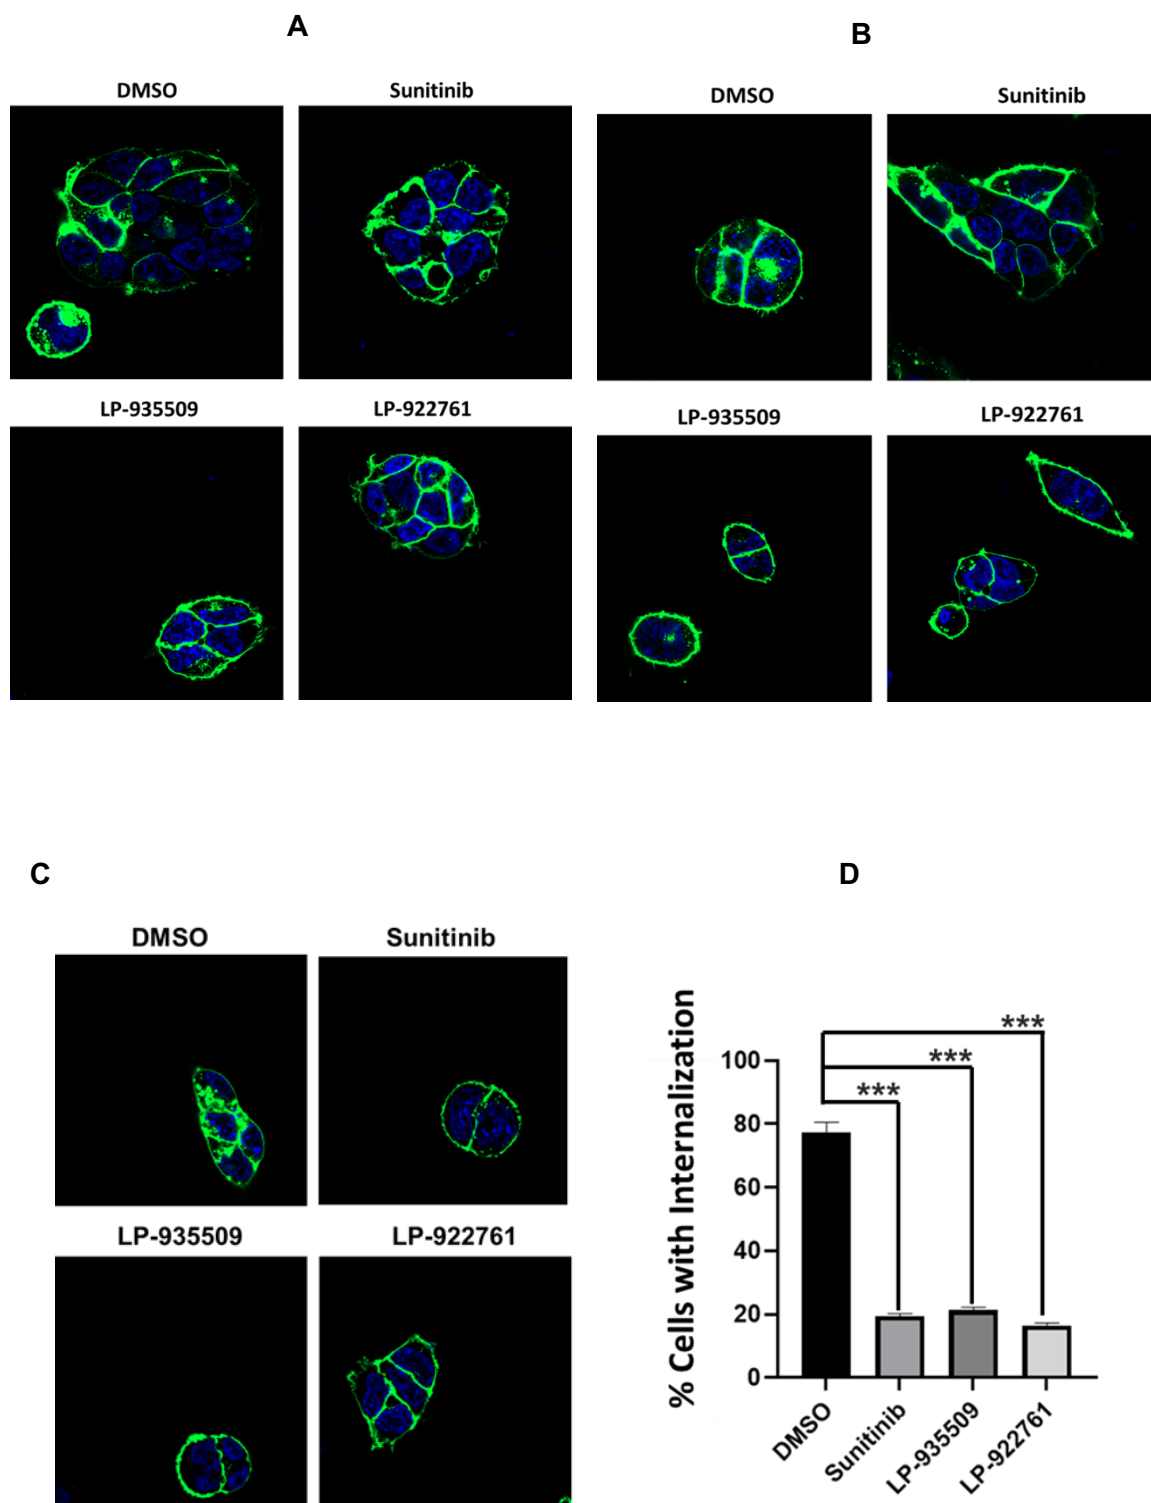 A
B
DMSO
Sunitinib
DMSO
Sunitinib
LP-935509
LP-922761
LP-935509
LP-922761
C
D
DMSO
Sunitinib
LP-935509
LP-922761
% Cells with Internalization
***
***
***
100
80
60
40
20
0
DMSO
Sunitinib
LP-935509
LP-922761